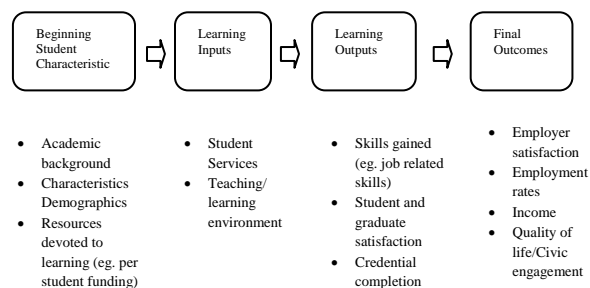 Beginning
Student
Characteristic
Learning
Inputs
Learning
Outputs
Final
Outcomes
• Academic
background
• Characteristics
Demographics
• Resources
devoted to
learning (eg. per
student funding)
• Student
Services
• Teaching/
learning
environment
• Skills gained
(eg. job related
skills)
• Student and
graduate
satisfaction
• Credential
completion
• Employer
satisfaction
• Employment
rates
• Income
• Quality of
life/Civic
engagement